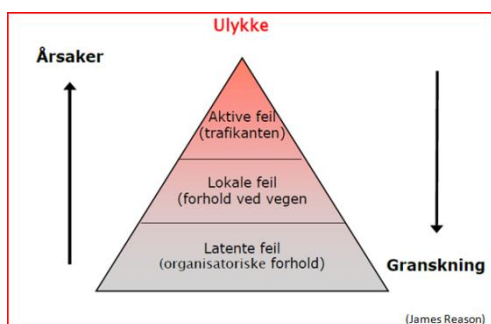 Ulykke
Årsaker
Aktive feil
(trafikanten)
Lokale feil
(forhold ved vegen
Latente feil
(organisatoriske forhold)
Granskning
(James Reason)